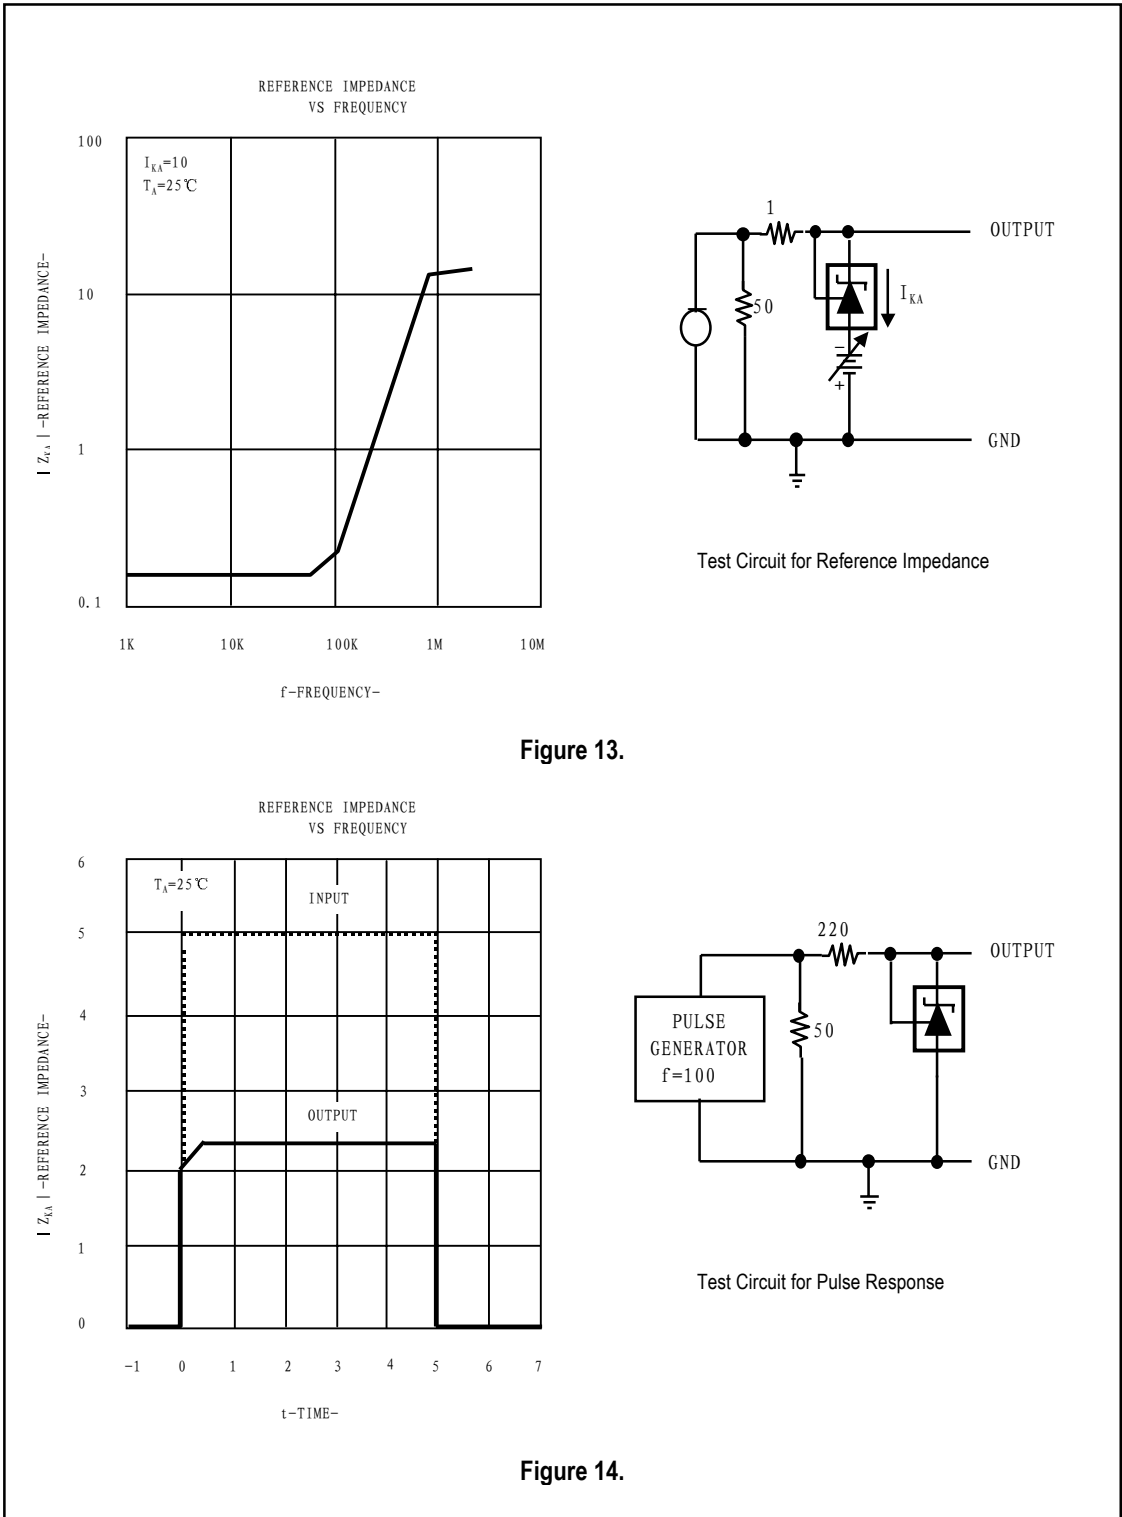 REFERENCE IMPEDANCE
VS FREQUENCY
100
10
1
0.1
| Z_KA | -REFERENCE IMPEDANCE-
I_KA=10
T_A=25℃
1K 10K 100K 1M 10M
f-FREQUENCY-
1
50
OUTPUT
I_KA
-
+
GND
Test Circuit for Reference Impedance
Figure 13.
REFERENCE IMPEDANCE
VS FREQUENCY
6
5
4
3
2
1
0
| Z_KA | -REFERENCE IMPEDANCE-
T_A=25℃
INPUT
OUTPUT
-1 0 1 2 3 4 5 6 7
t-TIME-
220
50
OUTPUT
PULSE
GENERATOR
f=100
GND
Test Circuit for Pulse Response
Figure 14.